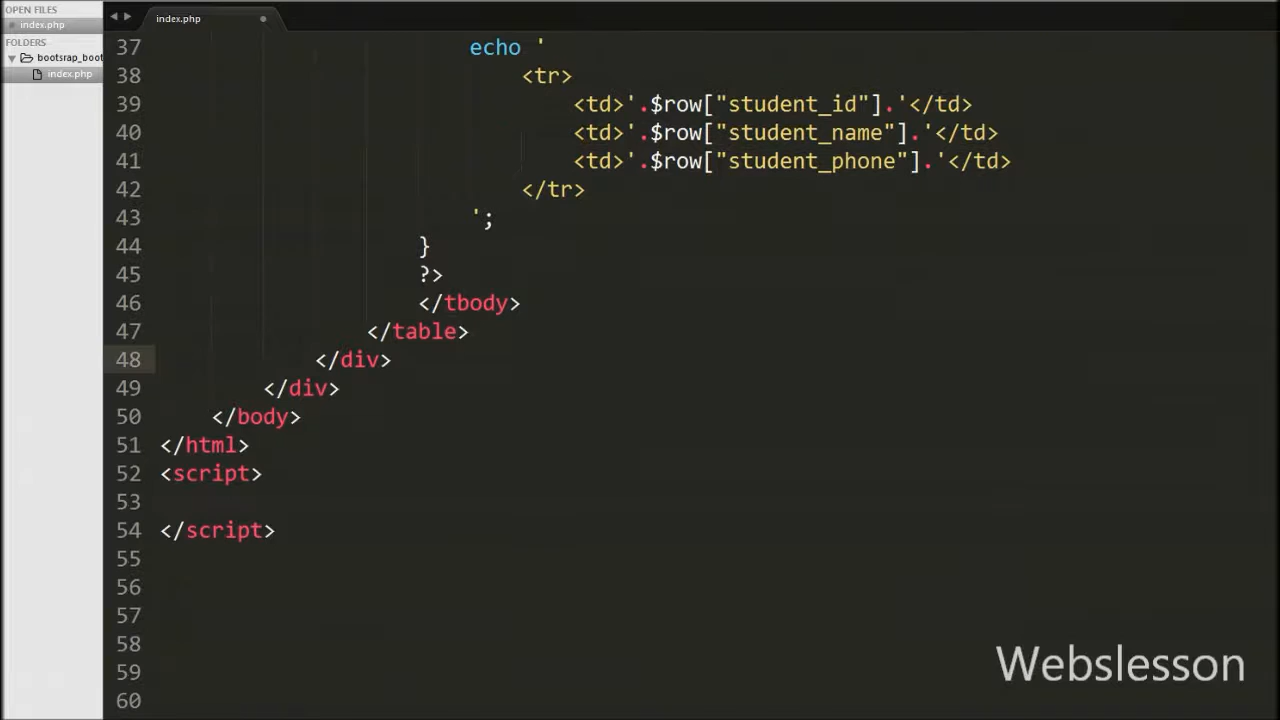 OPEN FILES
index.php
FOLDERS
bootsrap_boot
index.php
index.php
37 echo '
38 <tr>
39 <td>'.$row["student_id"].'</td>
40 <td>'.$row["student_name"].'</td>
41 <td>'.$row["student_phone"].'</td>
42 </tr>
43 ';
44 }
45 ?>
46 </tbody>
47 </table>
48 </div>
49 </div>
50 </body>
51 </html>
52 <script>
53
54 </script>
55
56
57
58
59
60
Webslesson